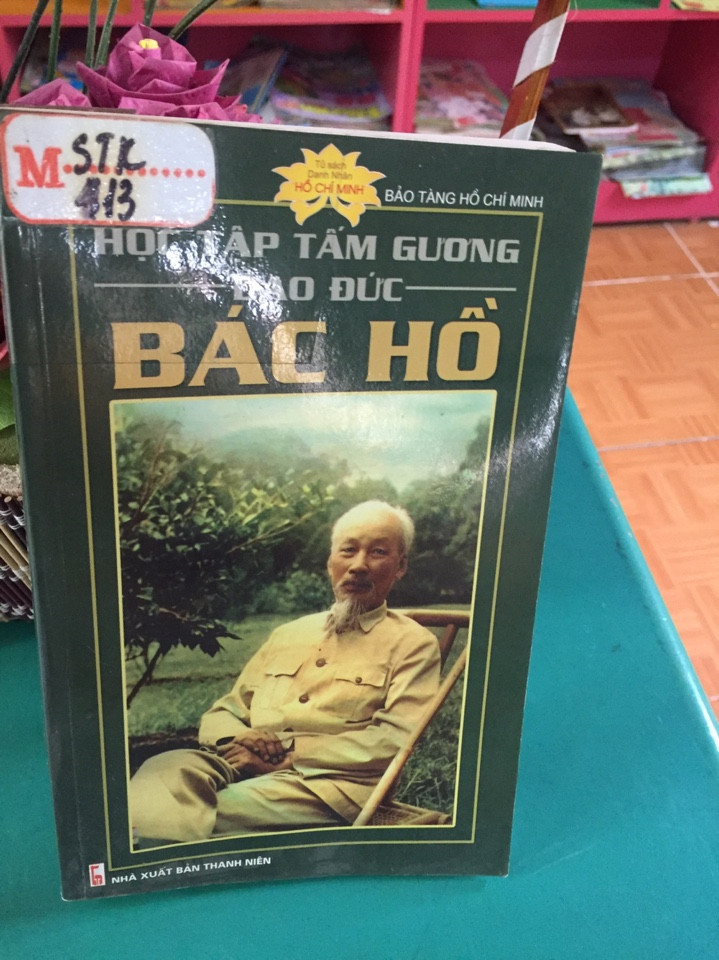 M STK
413
Tủ sách
Danh Nhân
HỒ CHÍ MINH
BẢO TÀNG HỒ CHÍ MINH
HỌC TẬP TẤM GƯƠNG
ĐẠO ĐỨC
BÁC HỒ
NHÀ XUẤT BẢN THANH NIÊN